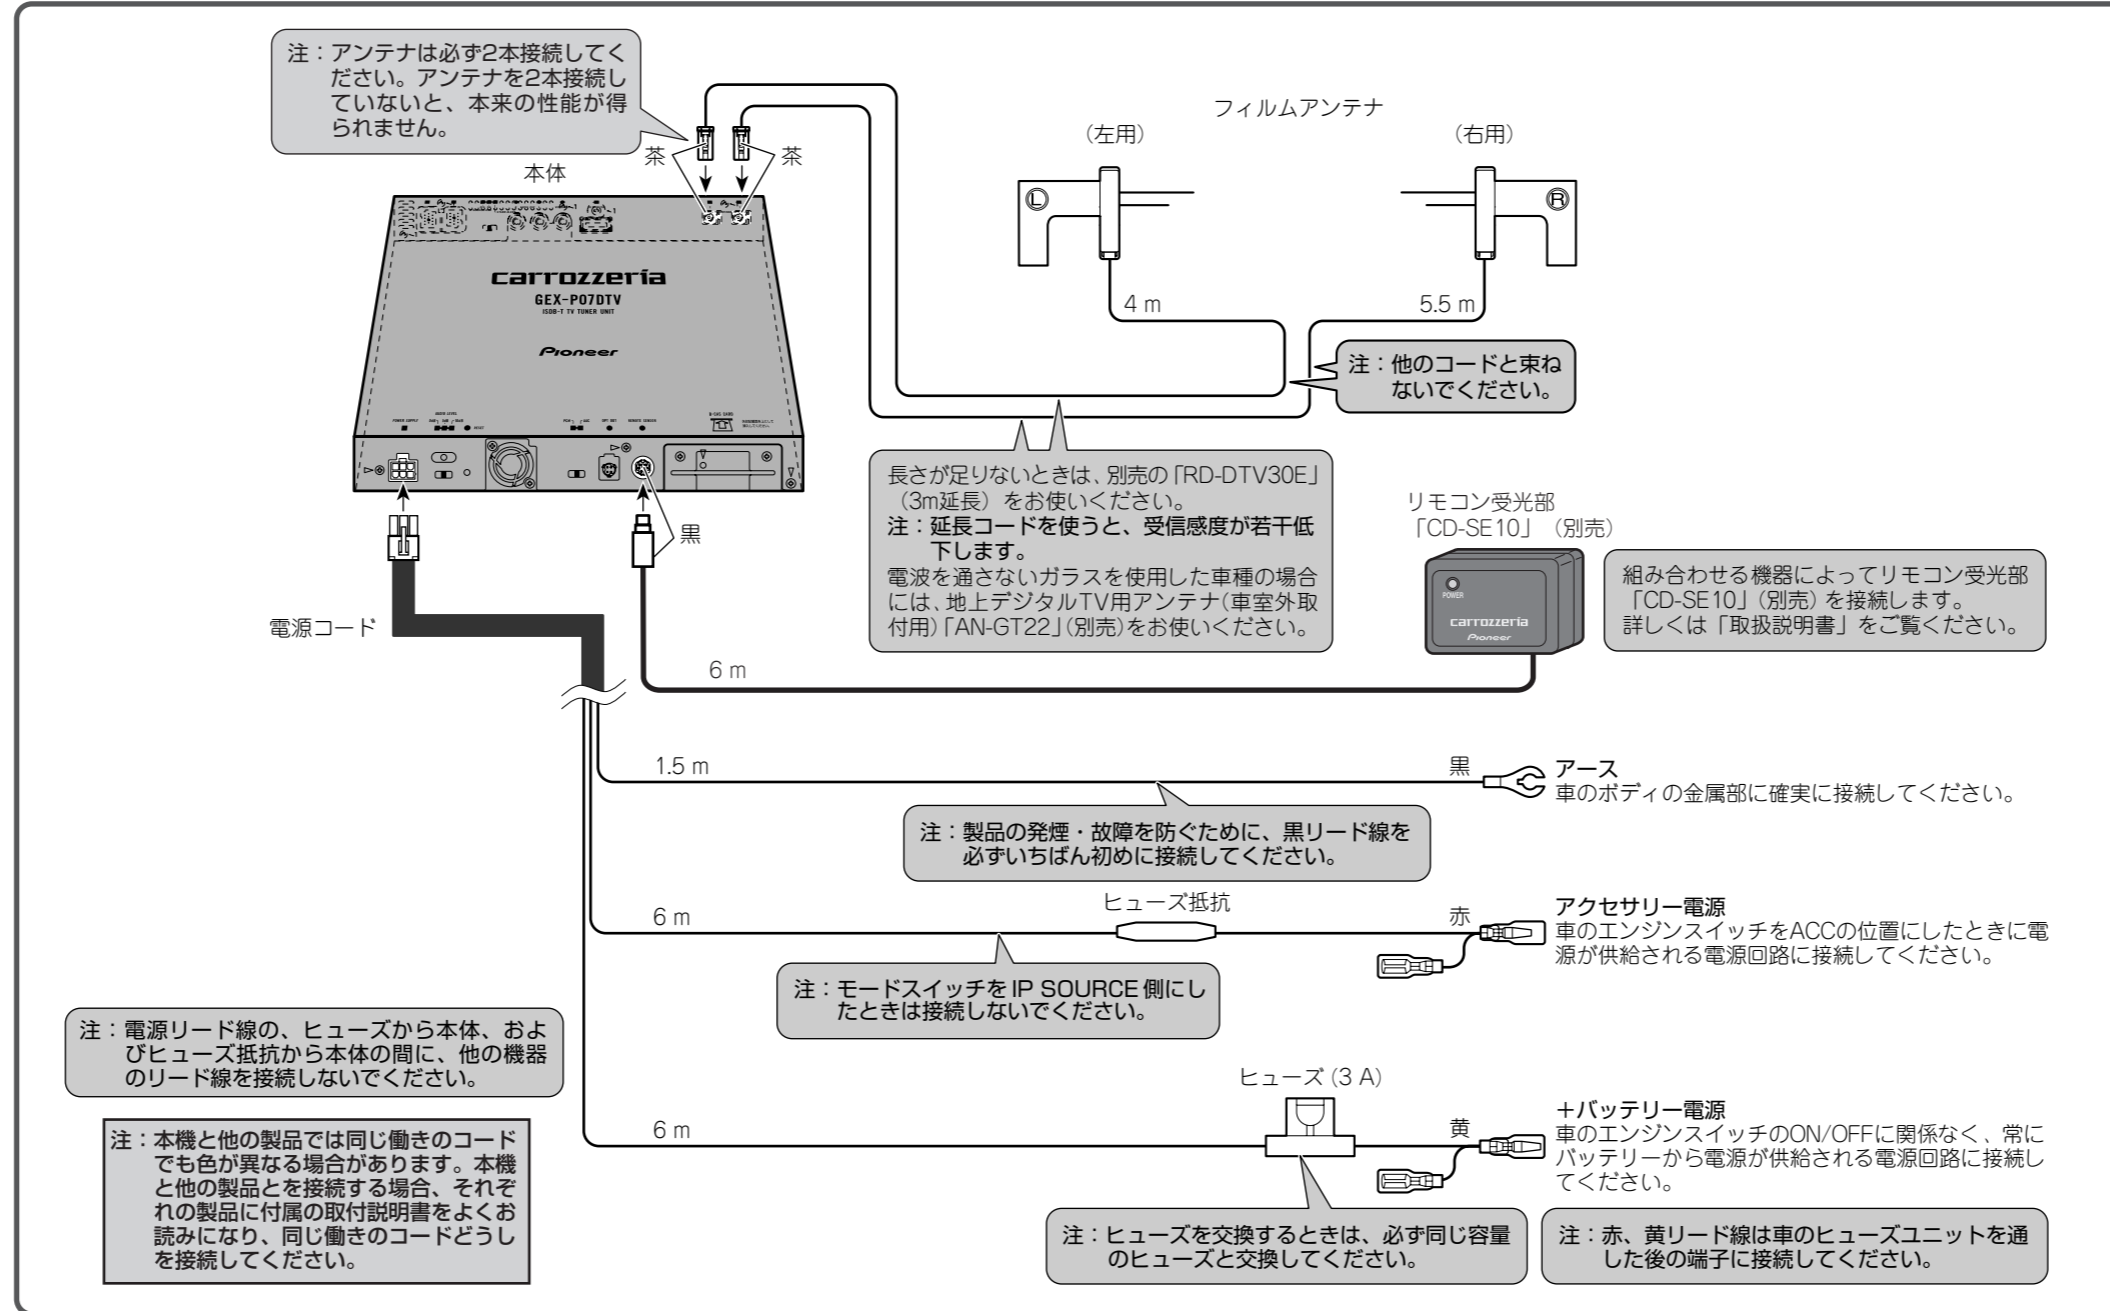 注：アンテナは必ず2本接続してく
ださい。アンテナを2本接続し
ていないと、本来の性能が得
られません。
フィルムアンテナ
（左用）
（右用）
茶
茶
本体
L
R
carrozzeria
GEX-P07DTV
ISDB-T TV TUNER UNIT
Pioneer
4 m
5.5 m
注：他のコードと束ね
ないでください。
POWER SUPPLY
AUDIO LEVEL
RESET
OPT OUT
REMOTE SENSOR
B-CAS CARD
長さが足りないときは、別売の「RD-DTV30E」
（3m延長）をお使いください。
注：延長コードを使うと、受信感度が若干低
下します。
電波を通さないガラスを使用した車種の場合
には、地上デジタルTV用アンテナ（車室外取
付用）「AN-GT22」（別売）をお使いください。
リモコン受光部
「CD-SE10」（別売）
POWER
carrozzeria
Pioneer
組み合わせる機器によってリモコン受光部
「CD-SE10」（別売）を接続します。
詳しくは「取扱説明書」をご覧ください。
黒
電源コード
6 m
1.5 m
黒
アース
車のボディの金属部に確実に接続してください。
注：製品の発煙・故障を防ぐために、黒リード線を
必ずいちばん初めに接続してください。
6 m
ヒューズ抵抗
赤
アクセサリー電源
車のエンジンスイッチをACCの位置にしたときに電
源が供給される電源回路に接続してください。
注：モードスイッチをIP SOURCE側にし
たときは接続しないでください。
注：電源リード線の、ヒューズから本体、およ
びヒューズ抵抗から本体の間に、他の機器
のリード線を接続しないでください。
ヒューズ（3 A）
6 m
黄
＋バッテリー電源
車のエンジンスイッチのON/OFFに関係なく、常に
バッテリーから電源が供給される電源回路に接続し
てください。
注：本機と他の製品では同じ働きのコード
でも色が異なる場合があります。本機
と他の製品とを接続する場合、それぞ
れの製品に付属の取付説明書をよくお
読みになり、同じ働きのコードどうし
を接続してください。
注：ヒューズを交換するときは、必ず同じ容量
のヒューズと交換してください。
注：赤、黄リード線は車のヒューズユニットを通
した後の端子に接続してください。